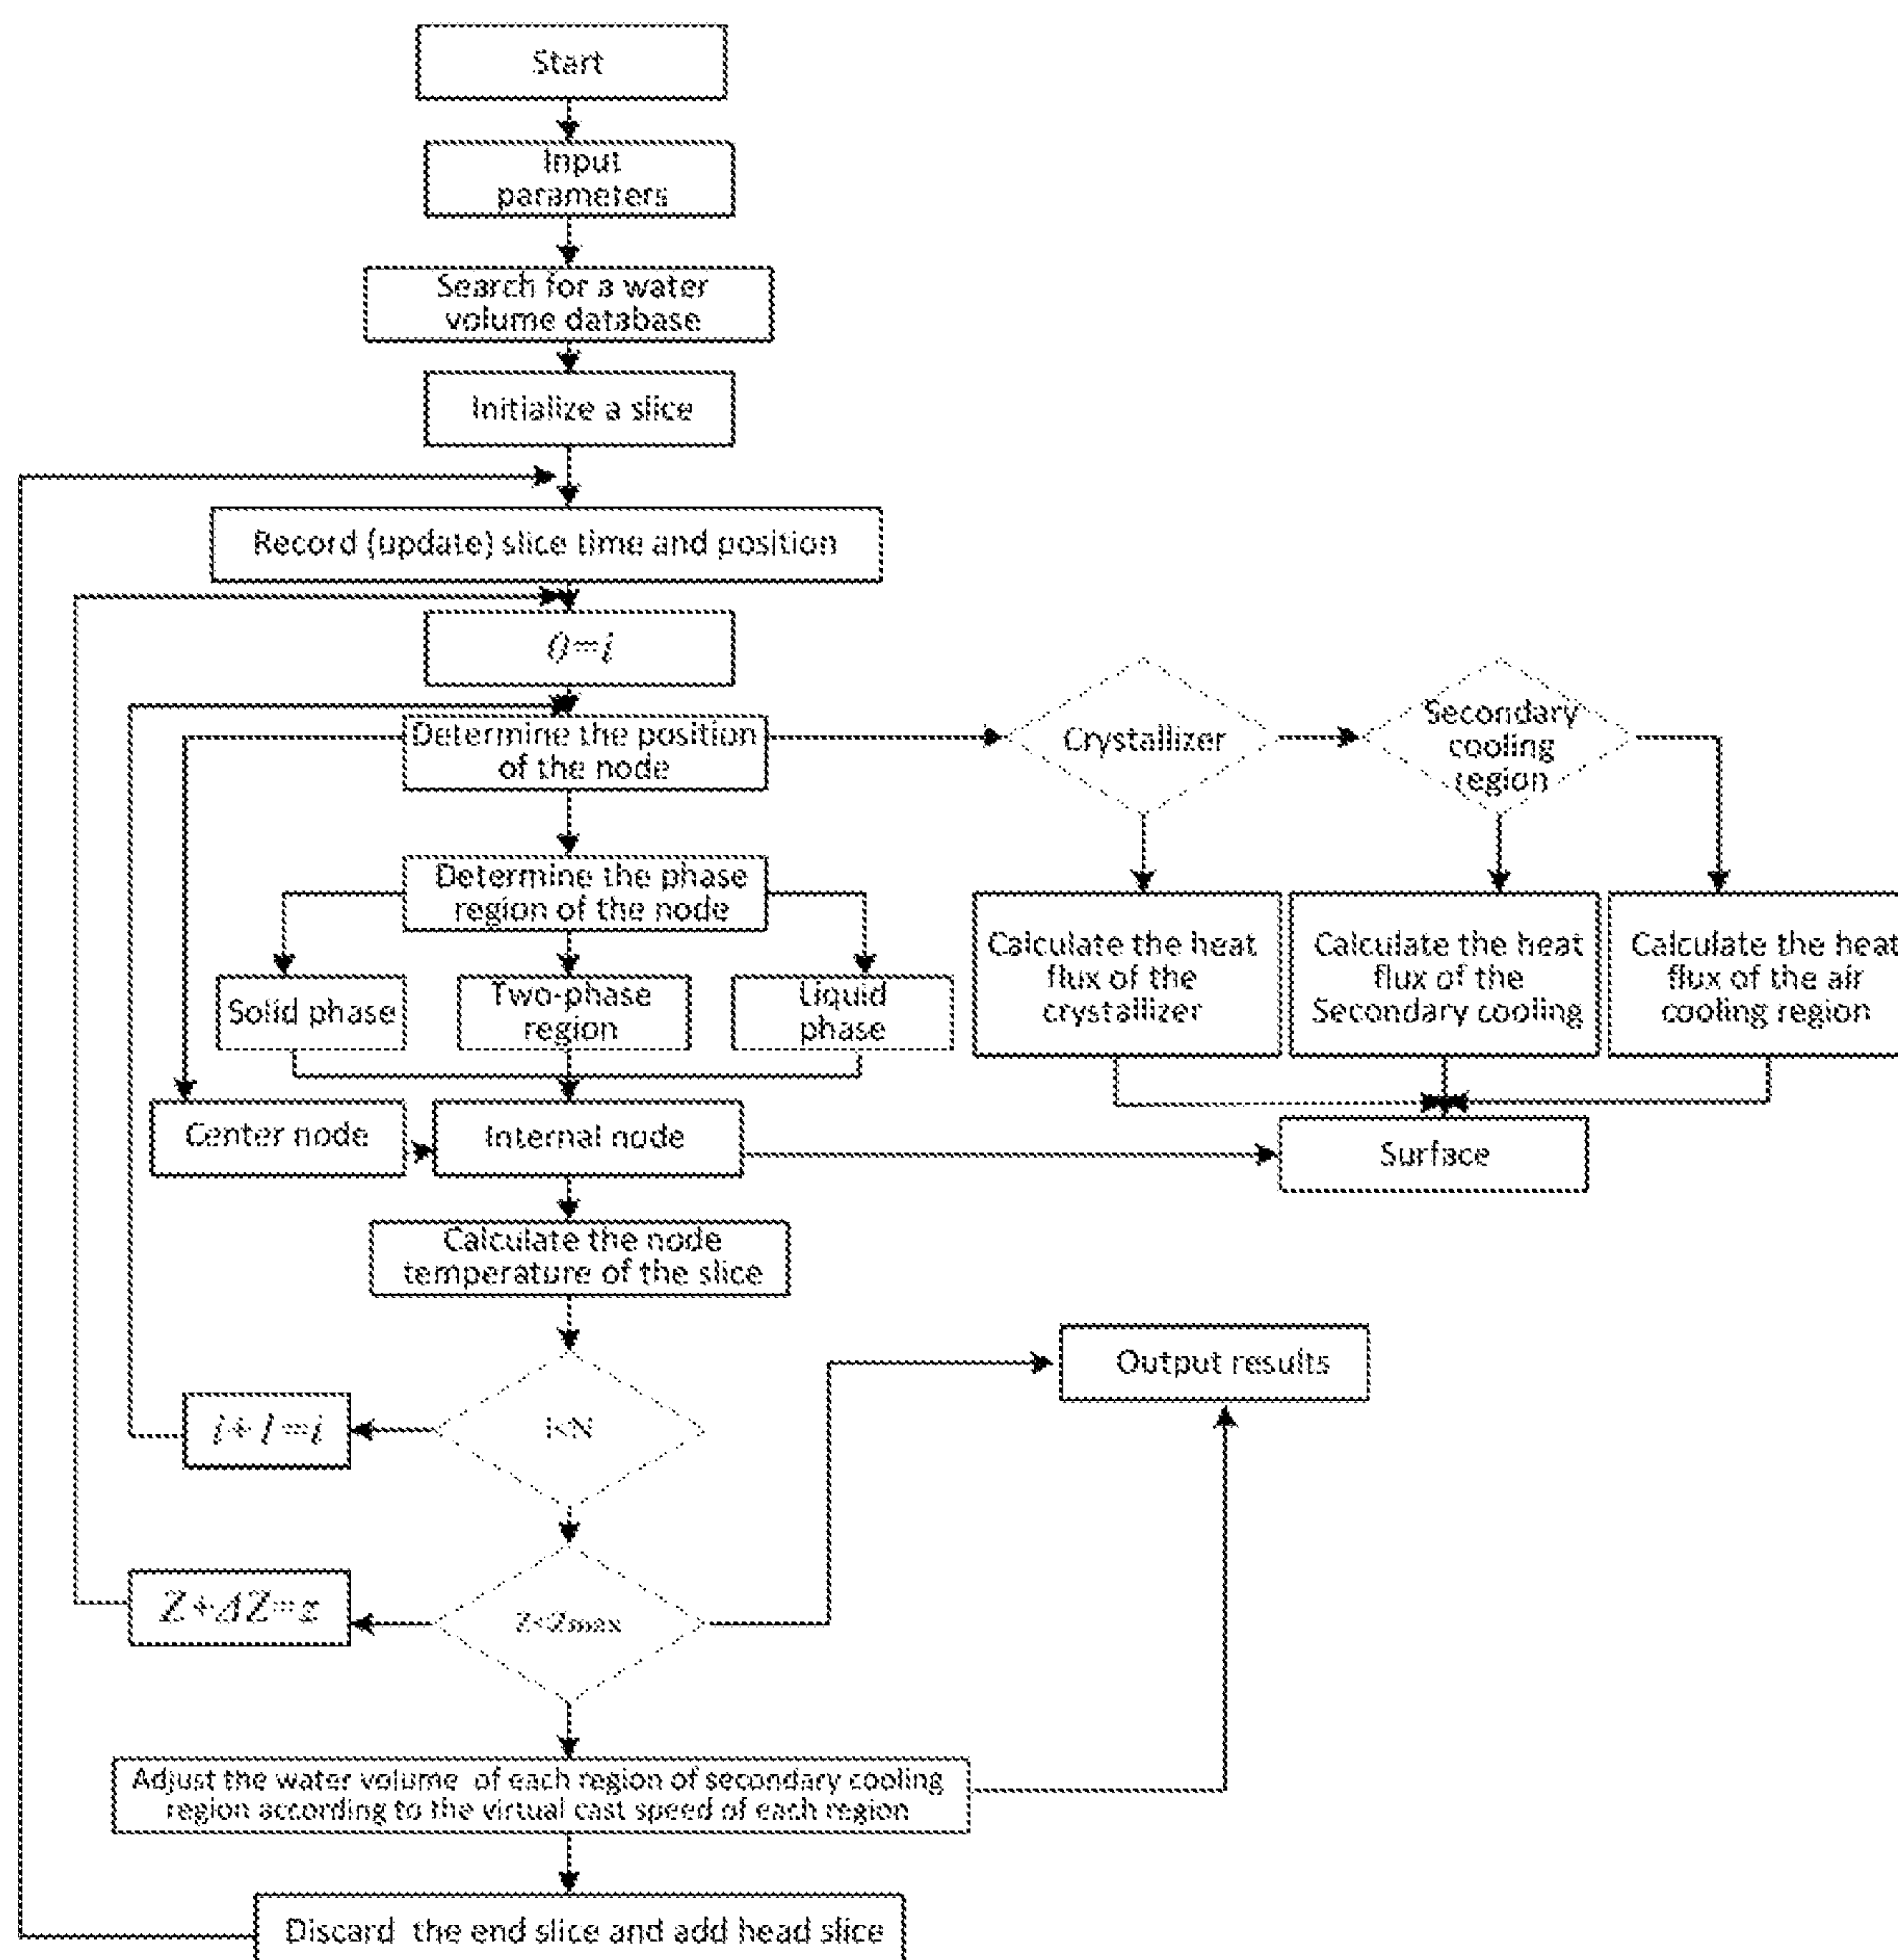 Start
Input
parameters
Search for a water
volume database
Initialize a slice
Record (update) slice time and position
0=i
Determine the position
of the node
Crystallizer
Secondary
cooling
region
Determine the phase
region of the node
Solid phase
Two-phase
region
Liquid
phase
Calculate the heat
flux of the
crystallizer
Calculate the heat
flux of the
Secondary cooling
Calculate the heat
flux of the air
cooling region
Center node
Internal node
Surface
Calculate the node
temperature of the slice
Output results
i+1=i
i<N
Z+ΔZ=z
Z<Zmax
Adjust the water volume of each region of secondary cooling
region according to the virtual cast speed of each region
Discard the end slice and add head slice